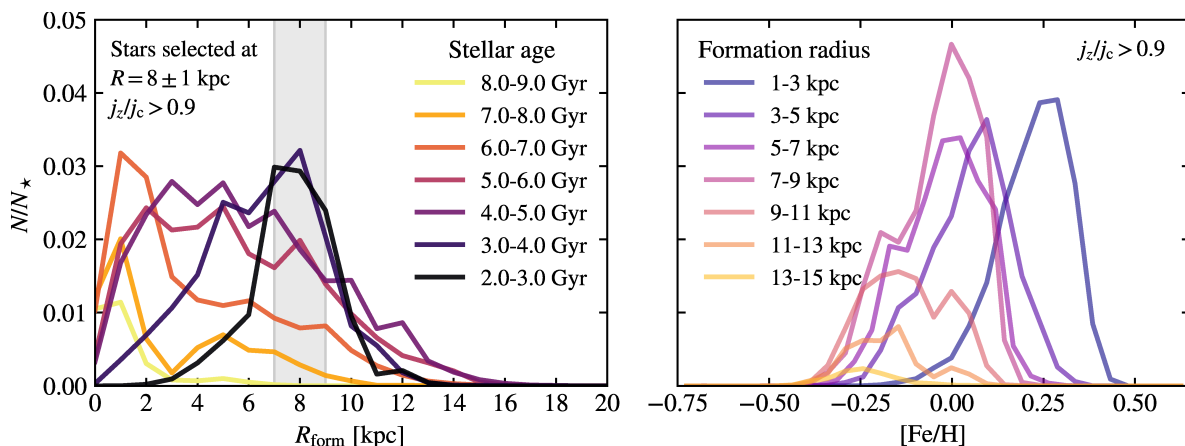 0.05
0.04
0.03
0.02
0.01
0.00
N/N⋆
Stars selected at
R = 8 ± 1 kpc
jz/jc > 0.9
Stellar age
8.0-9.0 Gyr
7.0-8.0 Gyr
6.0-7.0 Gyr
5.0-6.0 Gyr
4.0-5.0 Gyr
3.0-4.0 Gyr
2.0-3.0 Gyr
0 2 4 6 8 10 12 14 16 18 20
Rform [kpc]
Formation radius
1-3 kpc
3-5 kpc
5-7 kpc
7-9 kpc
9-11 kpc
11-13 kpc
13-15 kpc
jz/jc > 0.9
−0.75 −0.50 −0.25 0.00 0.25 0.50
[Fe/H]